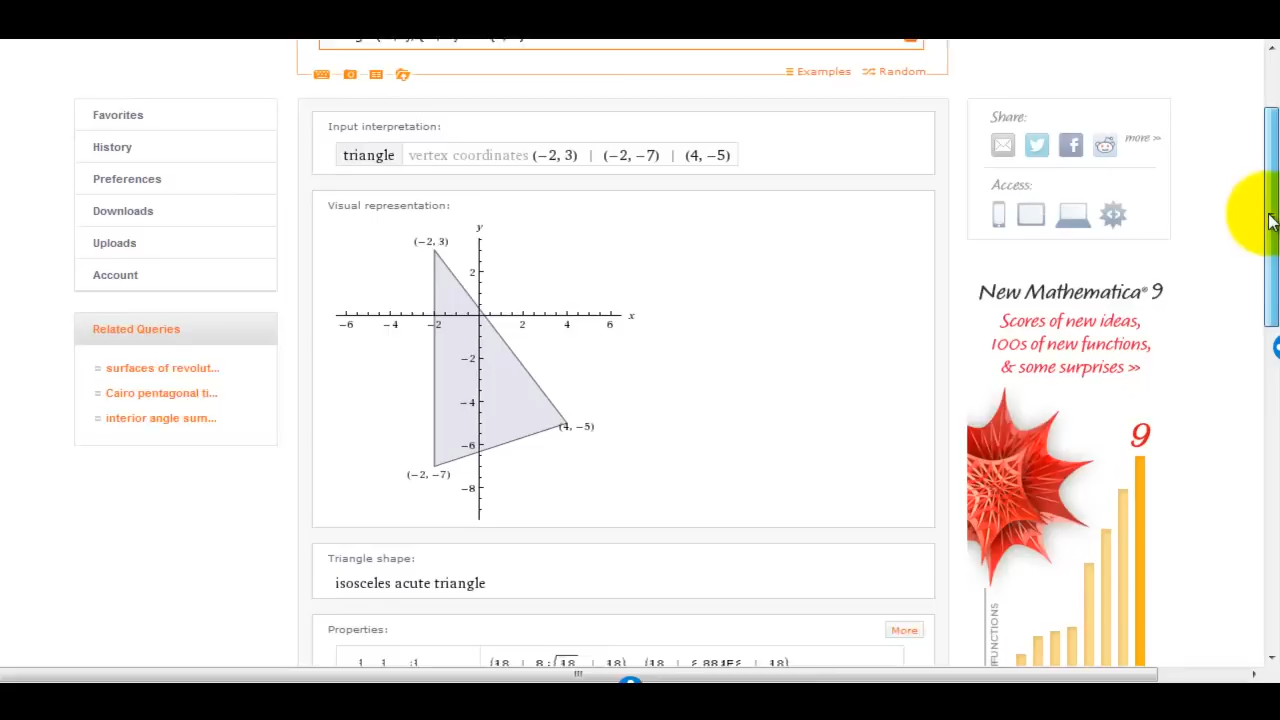 Examples
Random
Favorites
History
Preferences
Downloads
Uploads
Account
Related Queries
surfaces of revolut...
Cairo pentagonal ti...
interior angle sum...
Input interpretation:
triangle vertex coordinates (−2, 3) | (−2, −7) | (4, −5)
Visual representation:
y
(−2, 3)
2
x
−6 −4 −2 2 4 6
−2
−4
(4, −5)
−6
(−2, −7)
−8
Triangle shape:
isosceles acute triangle
Properties:
More
Share:
more »
Access:
New Mathematica® 9
Scores of new ideas,
100s of new functions,
& some surprises »
9
FUNCTIONS